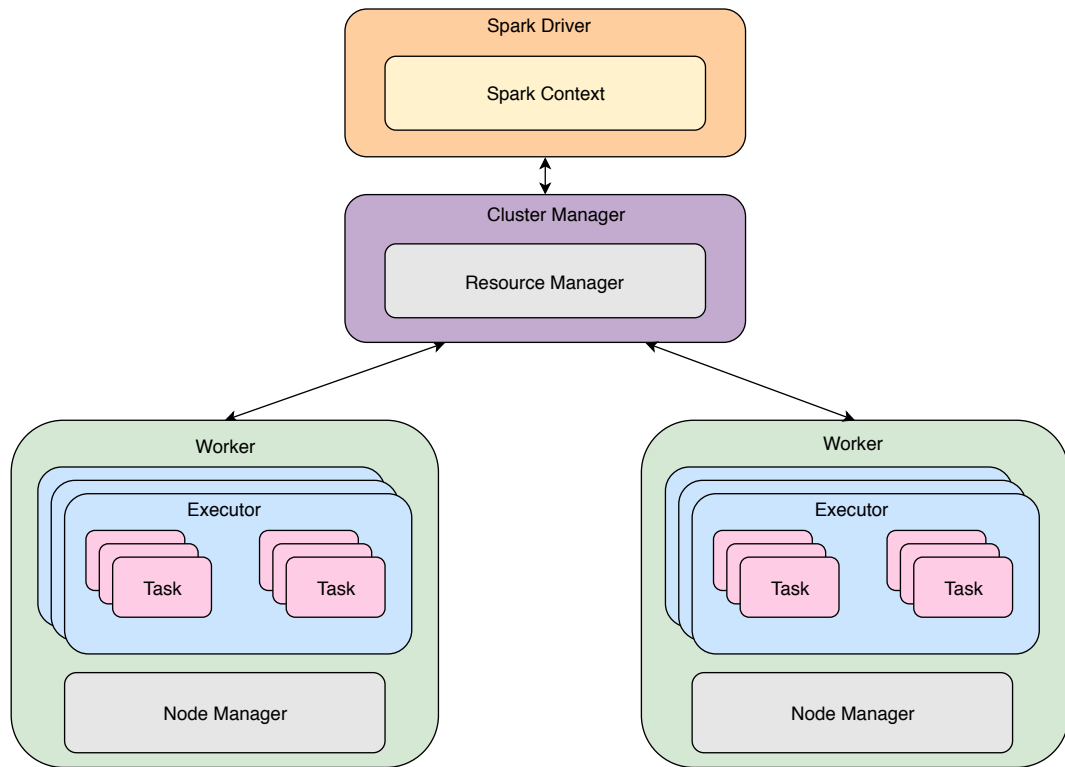 Spark Driver
Spark Context
Cluster Manager
Resource Manager
Worker
Executor
Task
Task
Node Manager
Worker
Executor
Task
Task
Node Manager